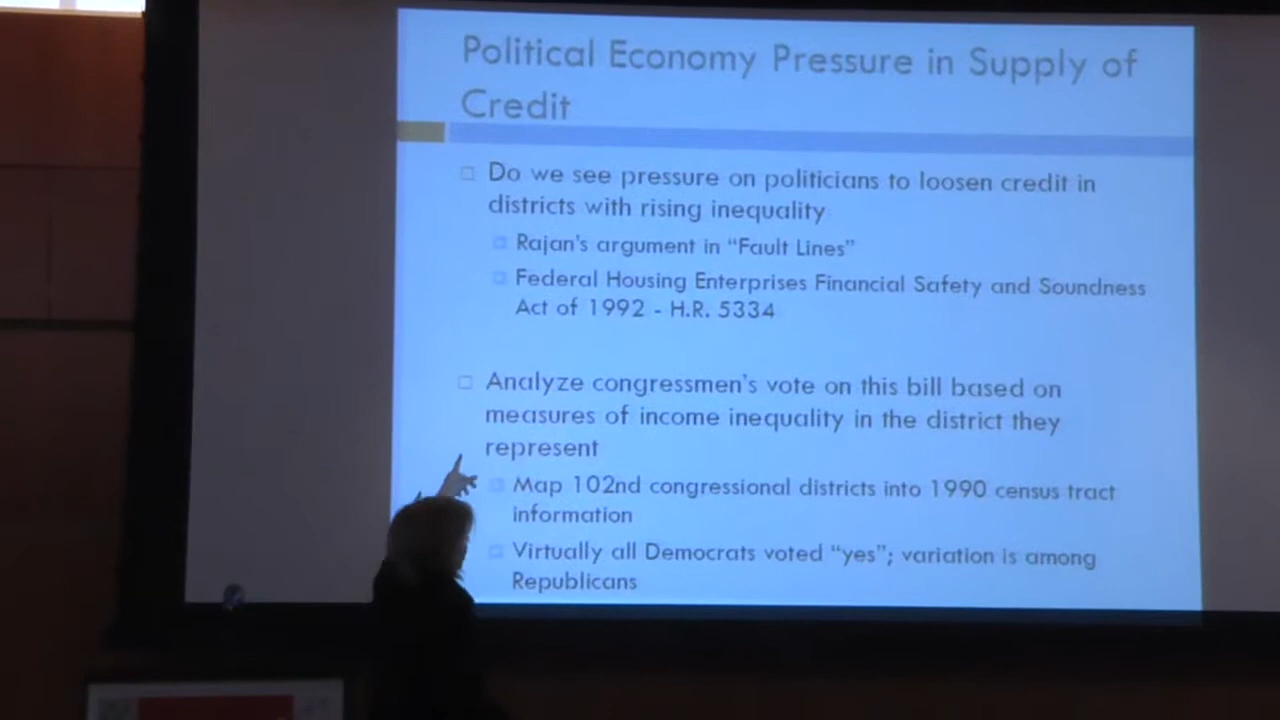 Political Economy Pressure in Supply of
Credit
Do we see pressure on politicians to loosen credit in
districts with rising inequality
Rajan's argument in “Fault Lines”
Federal Housing Enterprises Financial Safety and Soundness
Act of 1992 - H.R. 5334
Analyze congressmen's vote on this bill based on
measures of income inequality in the district they
represent
Map 102nd congressional districts into 1990 census tract
information
Virtually all Democrats voted “yes”; variation is among
Republicans